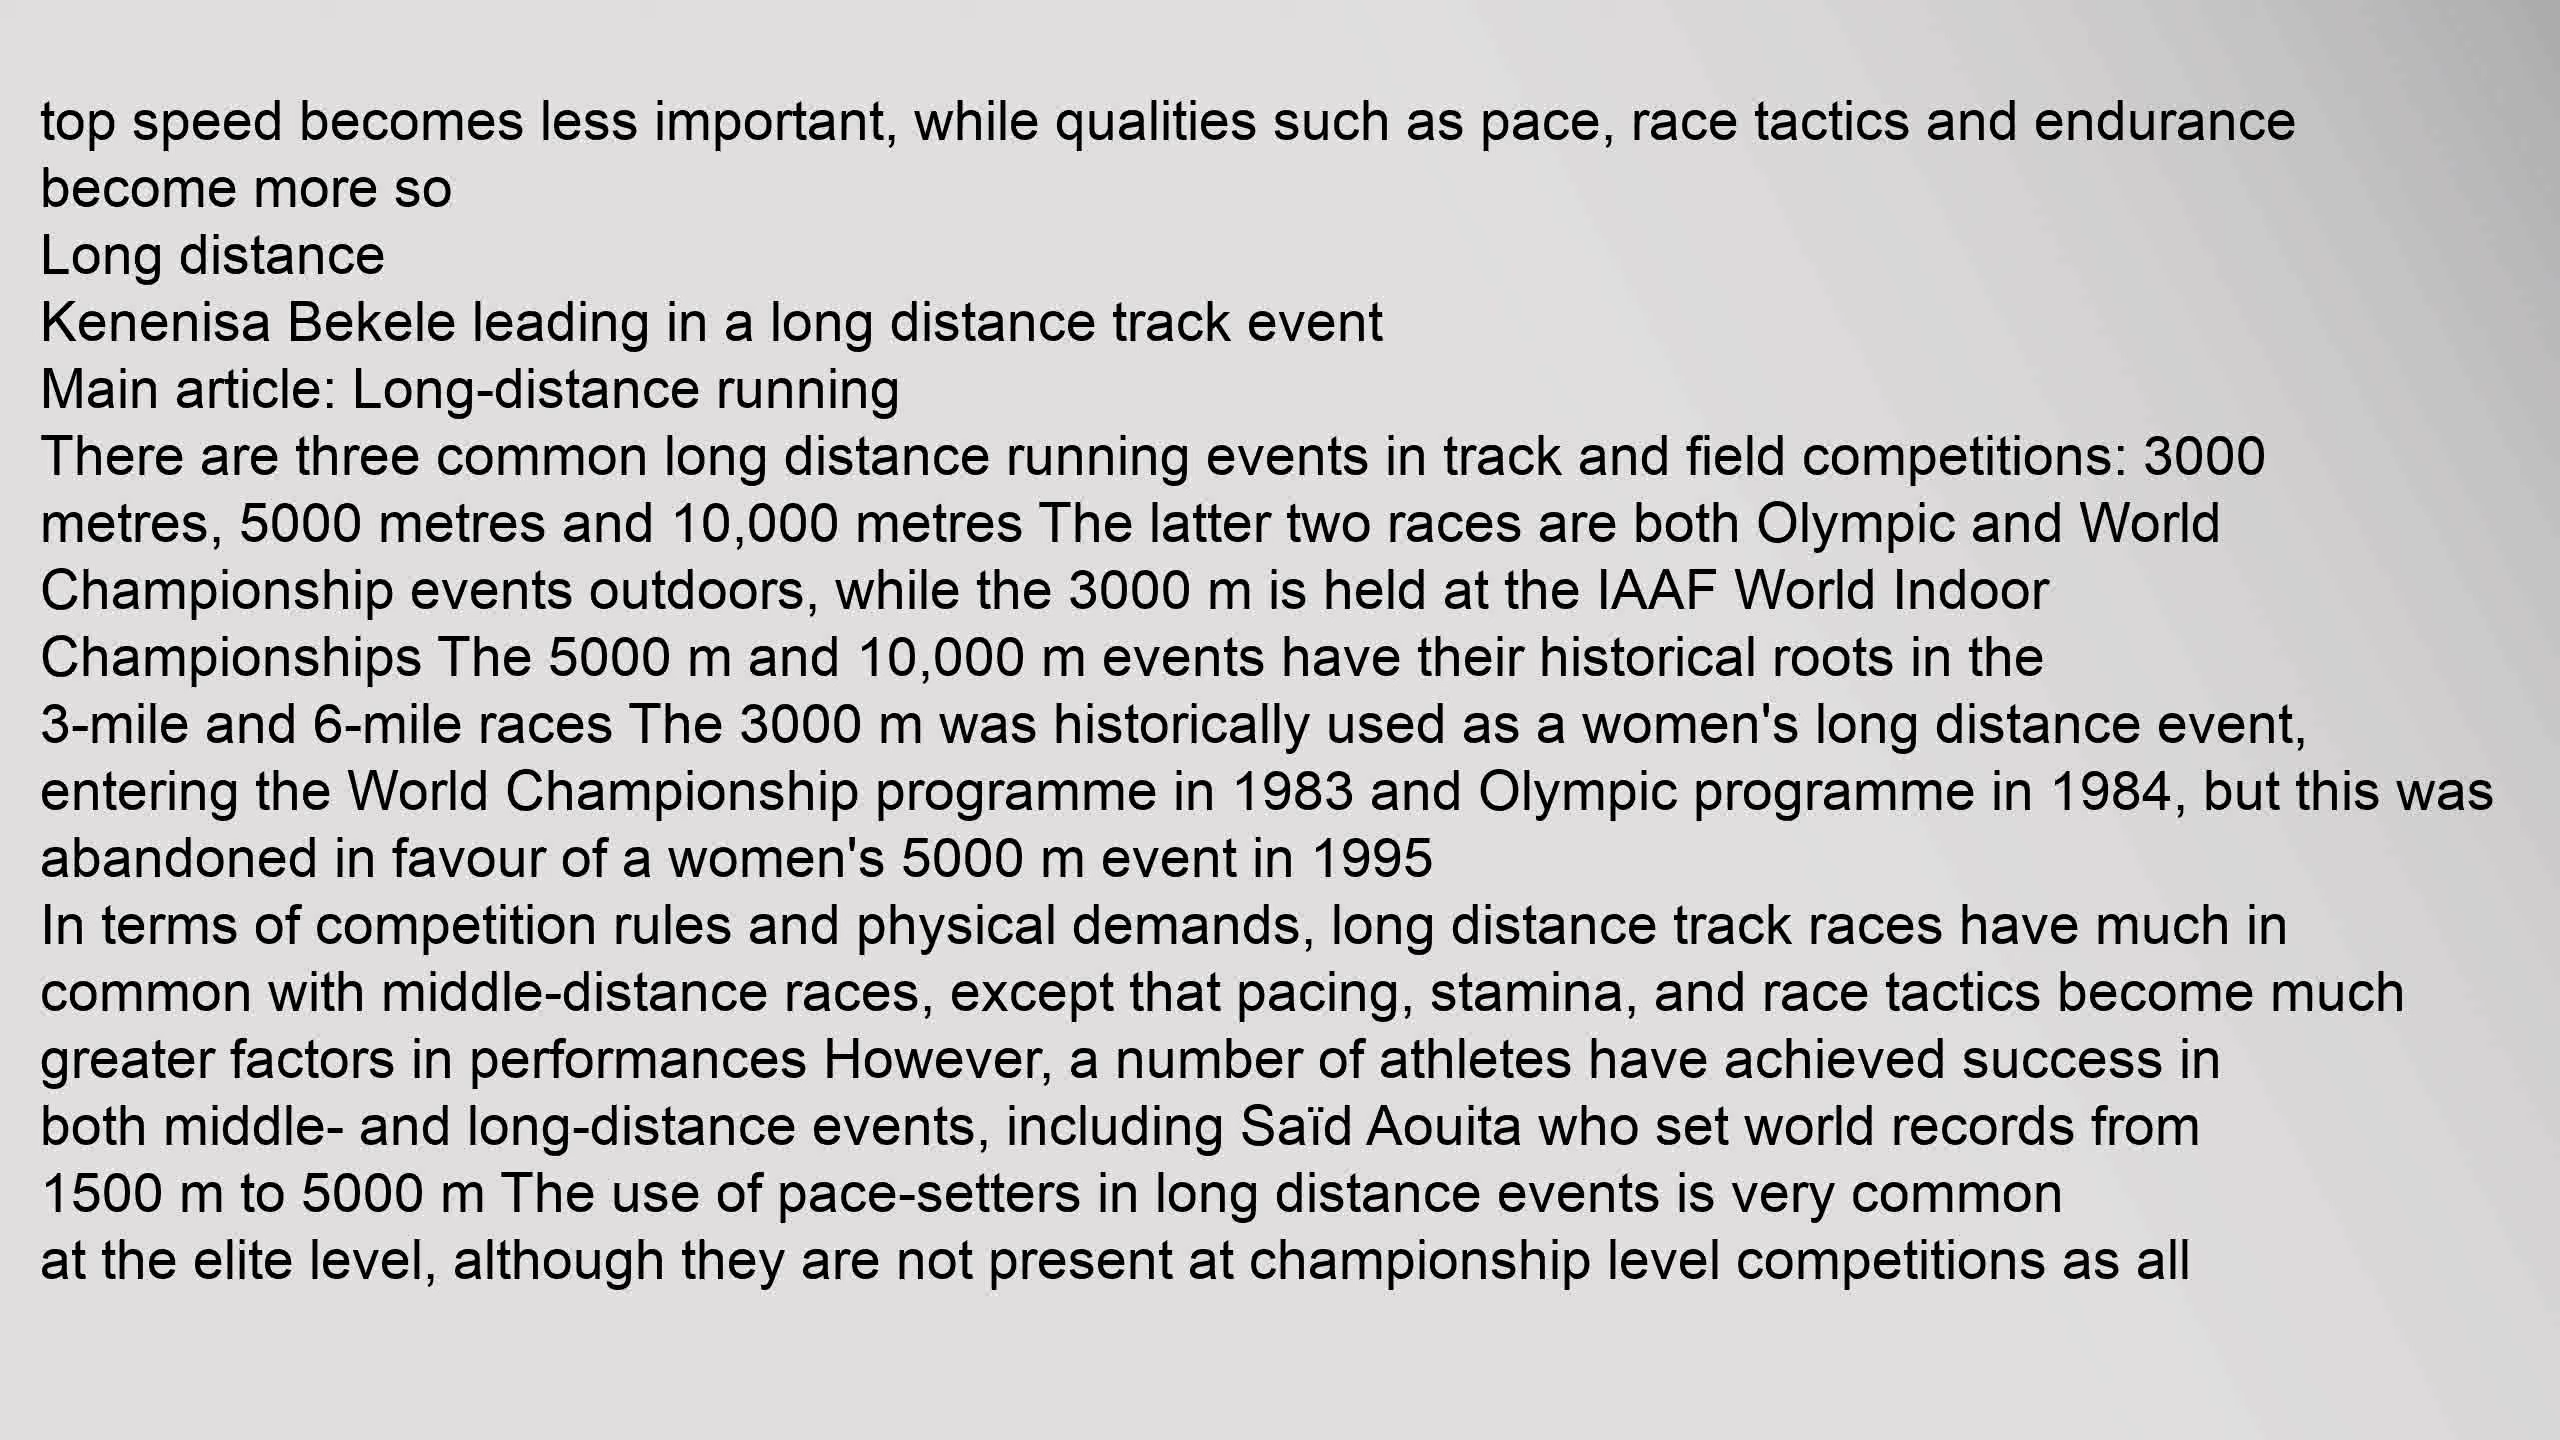 top speed becomes less important, while qualities such as pace, race tactics and endurance
become more so
Long distance
Kenenisa Bekele leading in a long distance track event
Main article: Long-distance running
There are three common long distance running events in track and field competitions: 3000
metres, 5000 metres and 10,000 metres The latter two races are both Olympic and World
Championship events outdoors, while the 3000 m is held at the IAAF World Indoor
Championships The 5000 m and 10,000 m events have their historical roots in the
3-mile and 6-mile races The 3000 m was historically used as a women's long distance event,
entering the World Championship programme in 1983 and Olympic programme in 1984, but this was
abandoned in favour of a women's 5000 m event in 1995
In terms of competition rules and physical demands, long distance track races have much in
common with middle-distance races, except that pacing, stamina, and race tactics become much
greater factors in performances However, a number of athletes have achieved success in
both middle- and long-distance events, including Saïd Aouita who set world records from
1500 m to 5000 m The use of pace-setters in long distance events is very common
at the elite level, although they are not present at championship level competitions as all